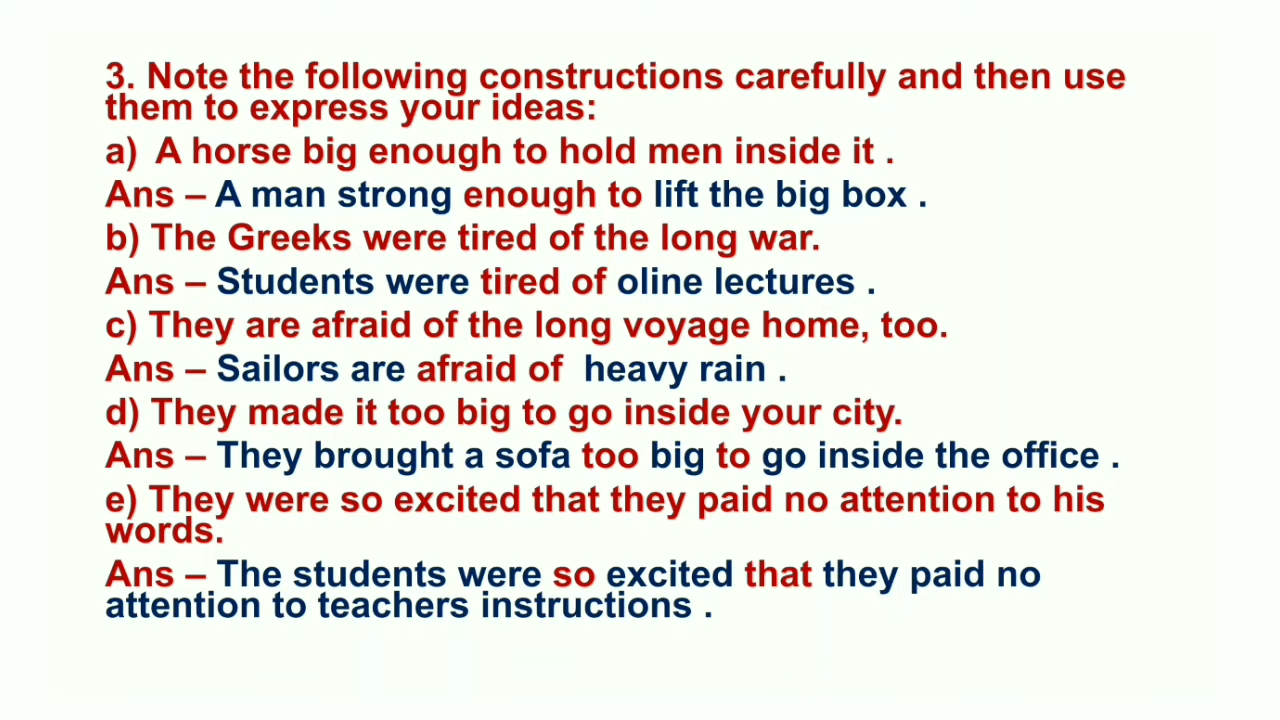 3. Note the following constructions carefully and then use
them to express your ideas:
a) A horse big enough to hold men inside it .
Ans – A man strong enough to lift the big box .
b) The Greeks were tired of the long war.
Ans – Students were tired of oline lectures .
c) They are afraid of the long voyage home, too.
Ans – Sailors are afraid of heavy rain .
d) They made it too big to go inside your city.
Ans – They brought a sofa too big to go inside the office .
e) They were so excited that they paid no attention to his
words.
Ans – The students were so excited that they paid no
attention to teachers instructions .